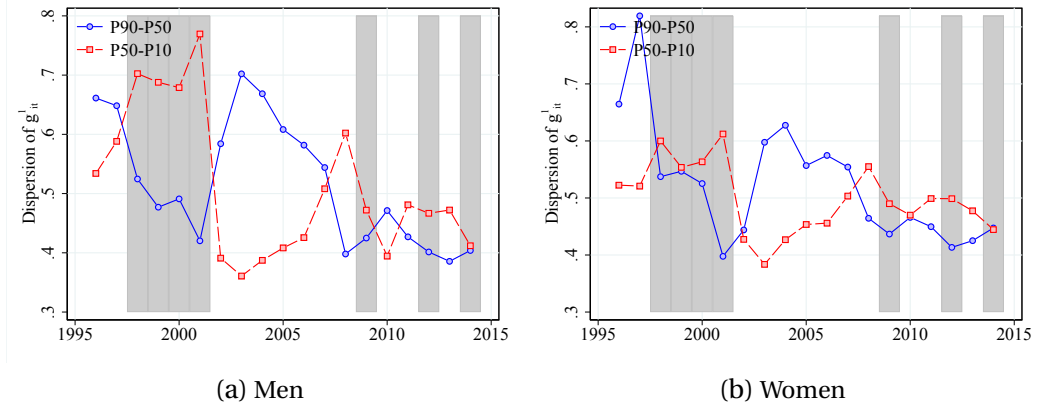 P90-P50
P50-P10
Dispersion of g¹ᵢₜ
.3 .4 .5 .6 .7 .8
1995 2000 2005 2010 2015
(a) Men
P90-P50
P50-P10
Dispersion of g¹ᵢₜ
.3 .4 .5 .6 .7 .8
1995 2000 2005 2010 2015
(b) Women